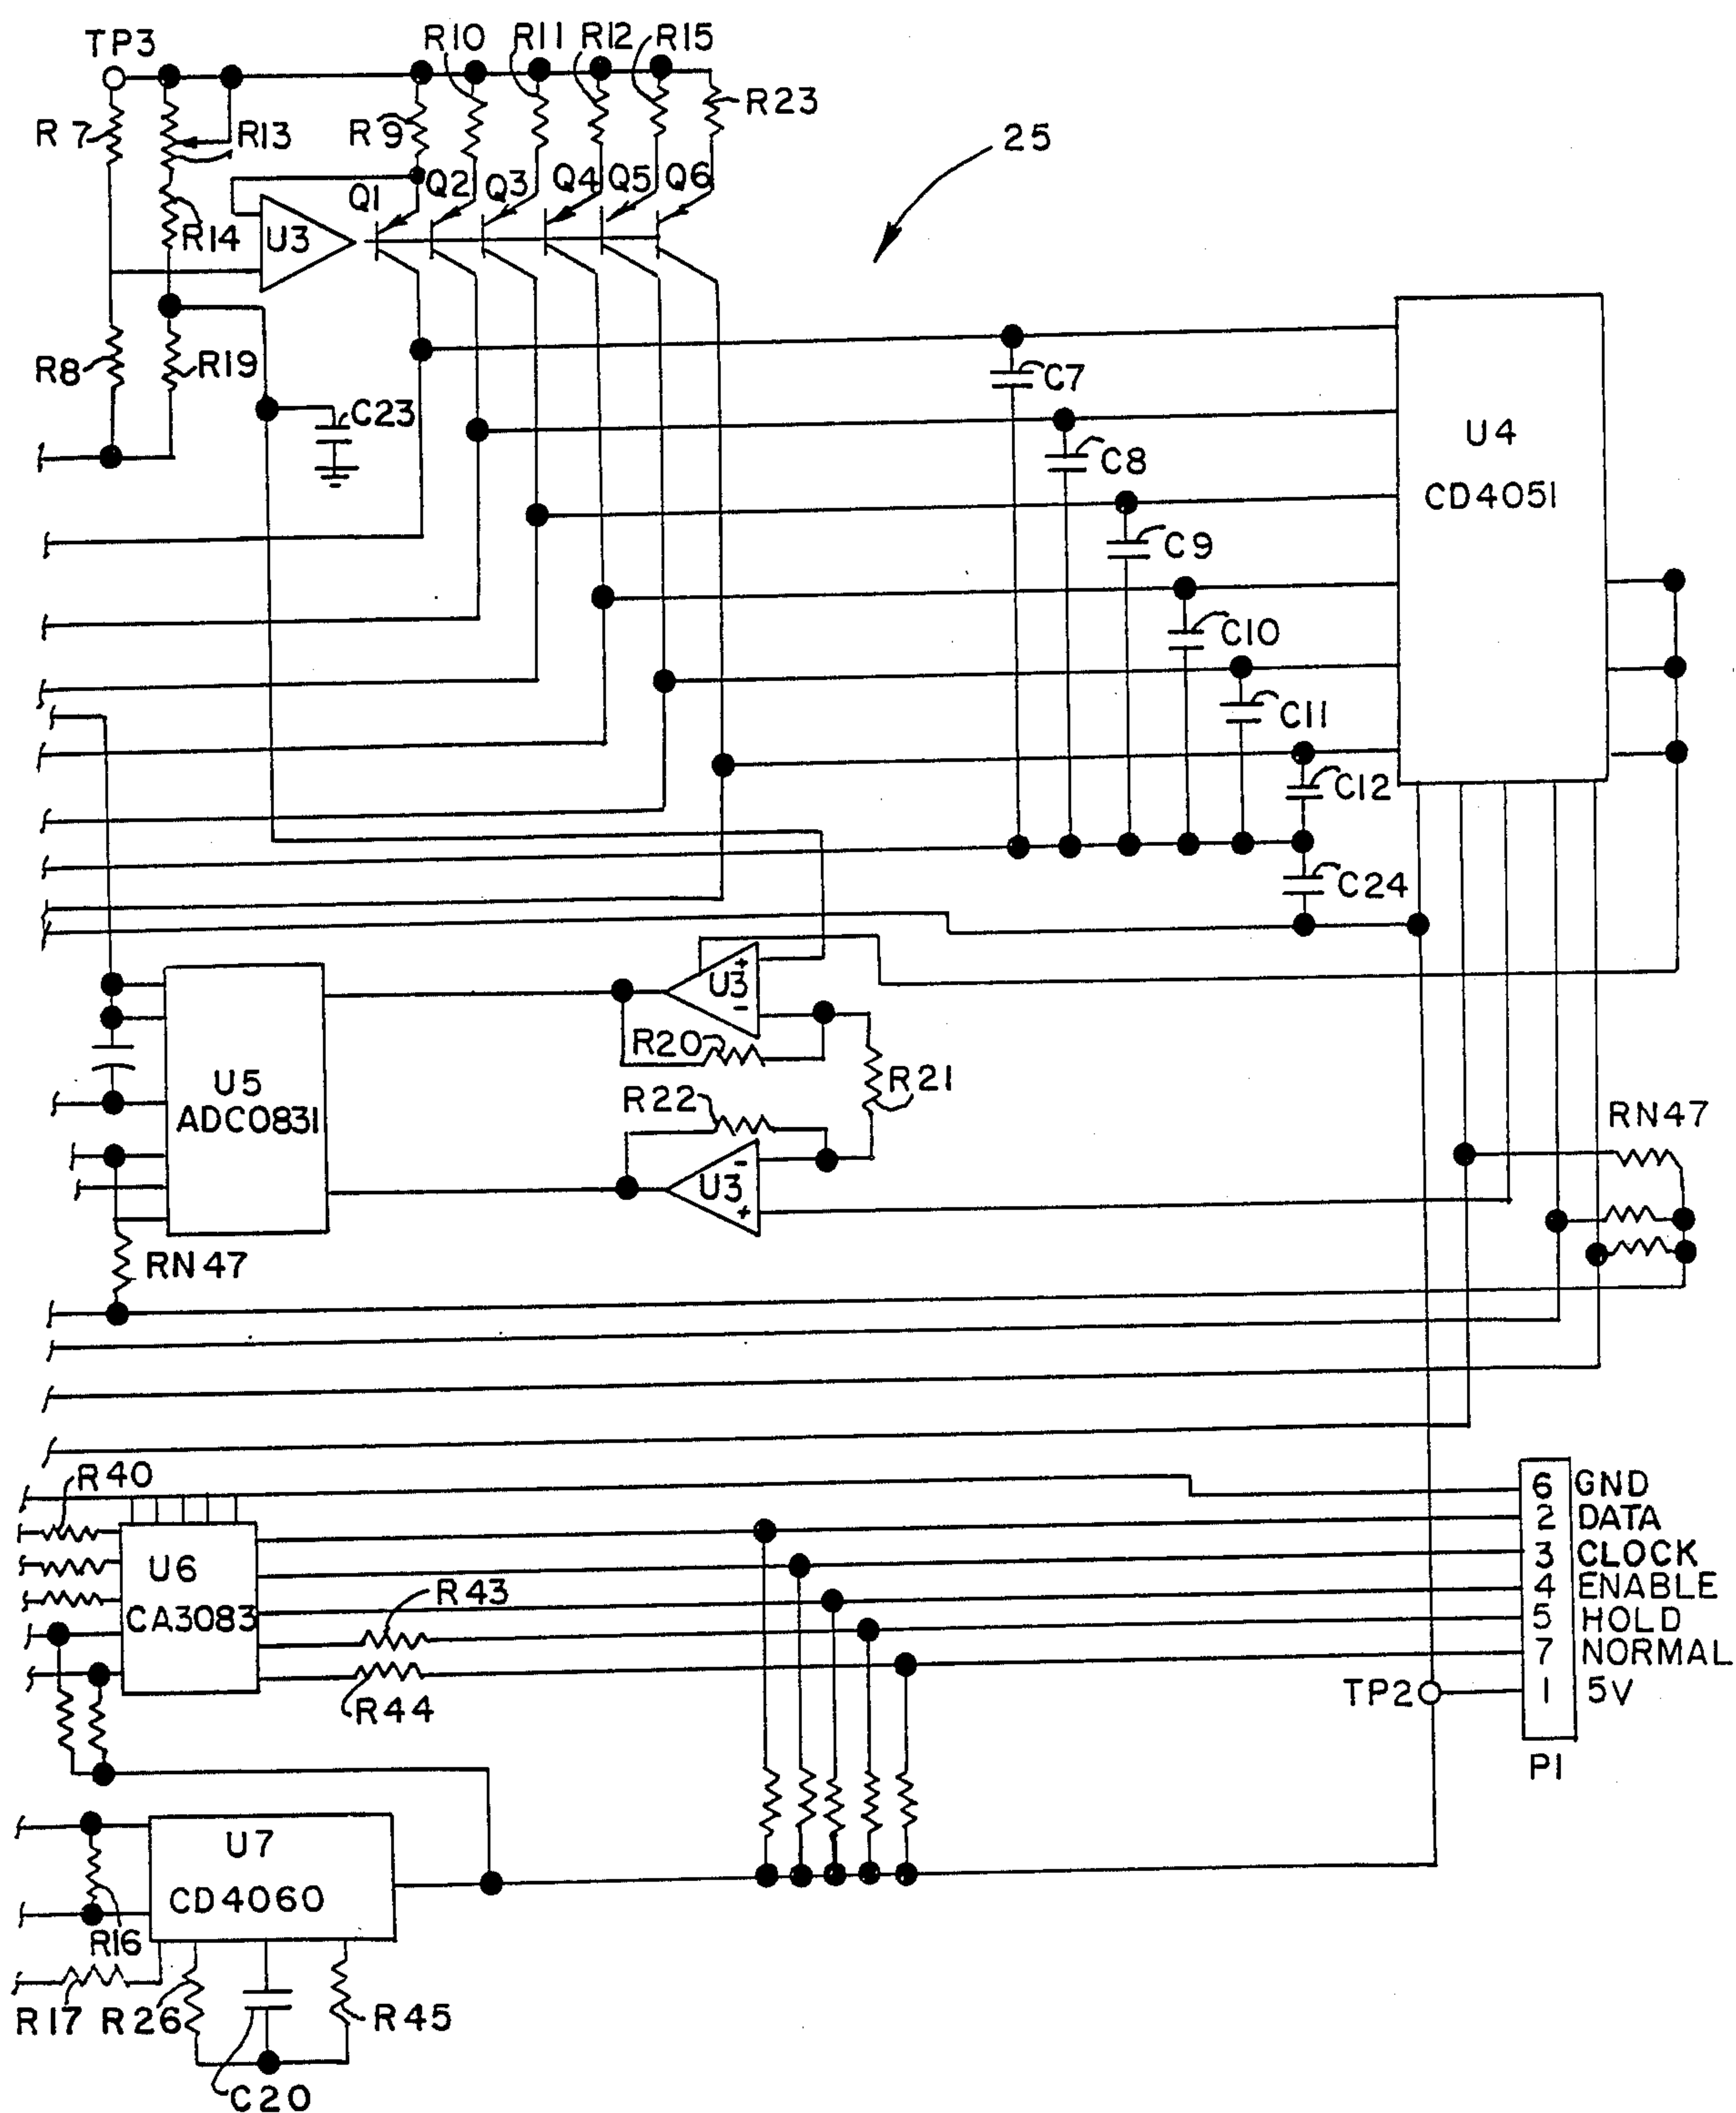 TP3
R10 R11 R12 R15
R7 R13 R9 R23
25
Q1 Q2 Q3 Q4 Q5 Q6
R14 U3
R8 R19 C7
C23
U4
CD4051
C8
C9
C10
C11
C12
C24
U3
+
-
R20
U5
ADC0831
R21
R22
RN47
U3
-
+
RN47
R40
6 GND
2 DATA
U6
CA3083
3 CLOCK
R43
4 ENABLE
5 HOLD
7 NORMAL
R44
TP2 1 5V
P1
U7
CD4060
R16
R17 R26 R45
C20